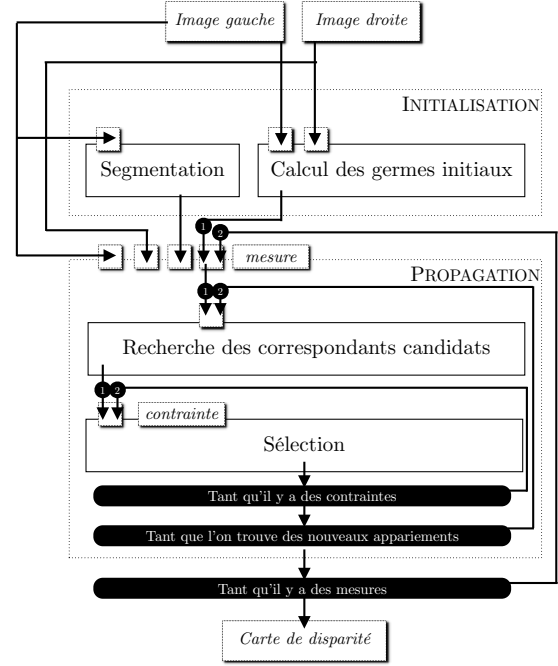 Image gauche
Image droite
INITIALISATION
Segmentation
Calcul des germes initiaux
1
2
mesure
PROPAGATION
1 2
Recherche des correspondants candidats
1 2
contrainte
Sélection
Tant qu'il y a des contraintes
Tant que l'on trouve des nouveaux appariements
Tant qu'il y a des mesures
Carte de disparité